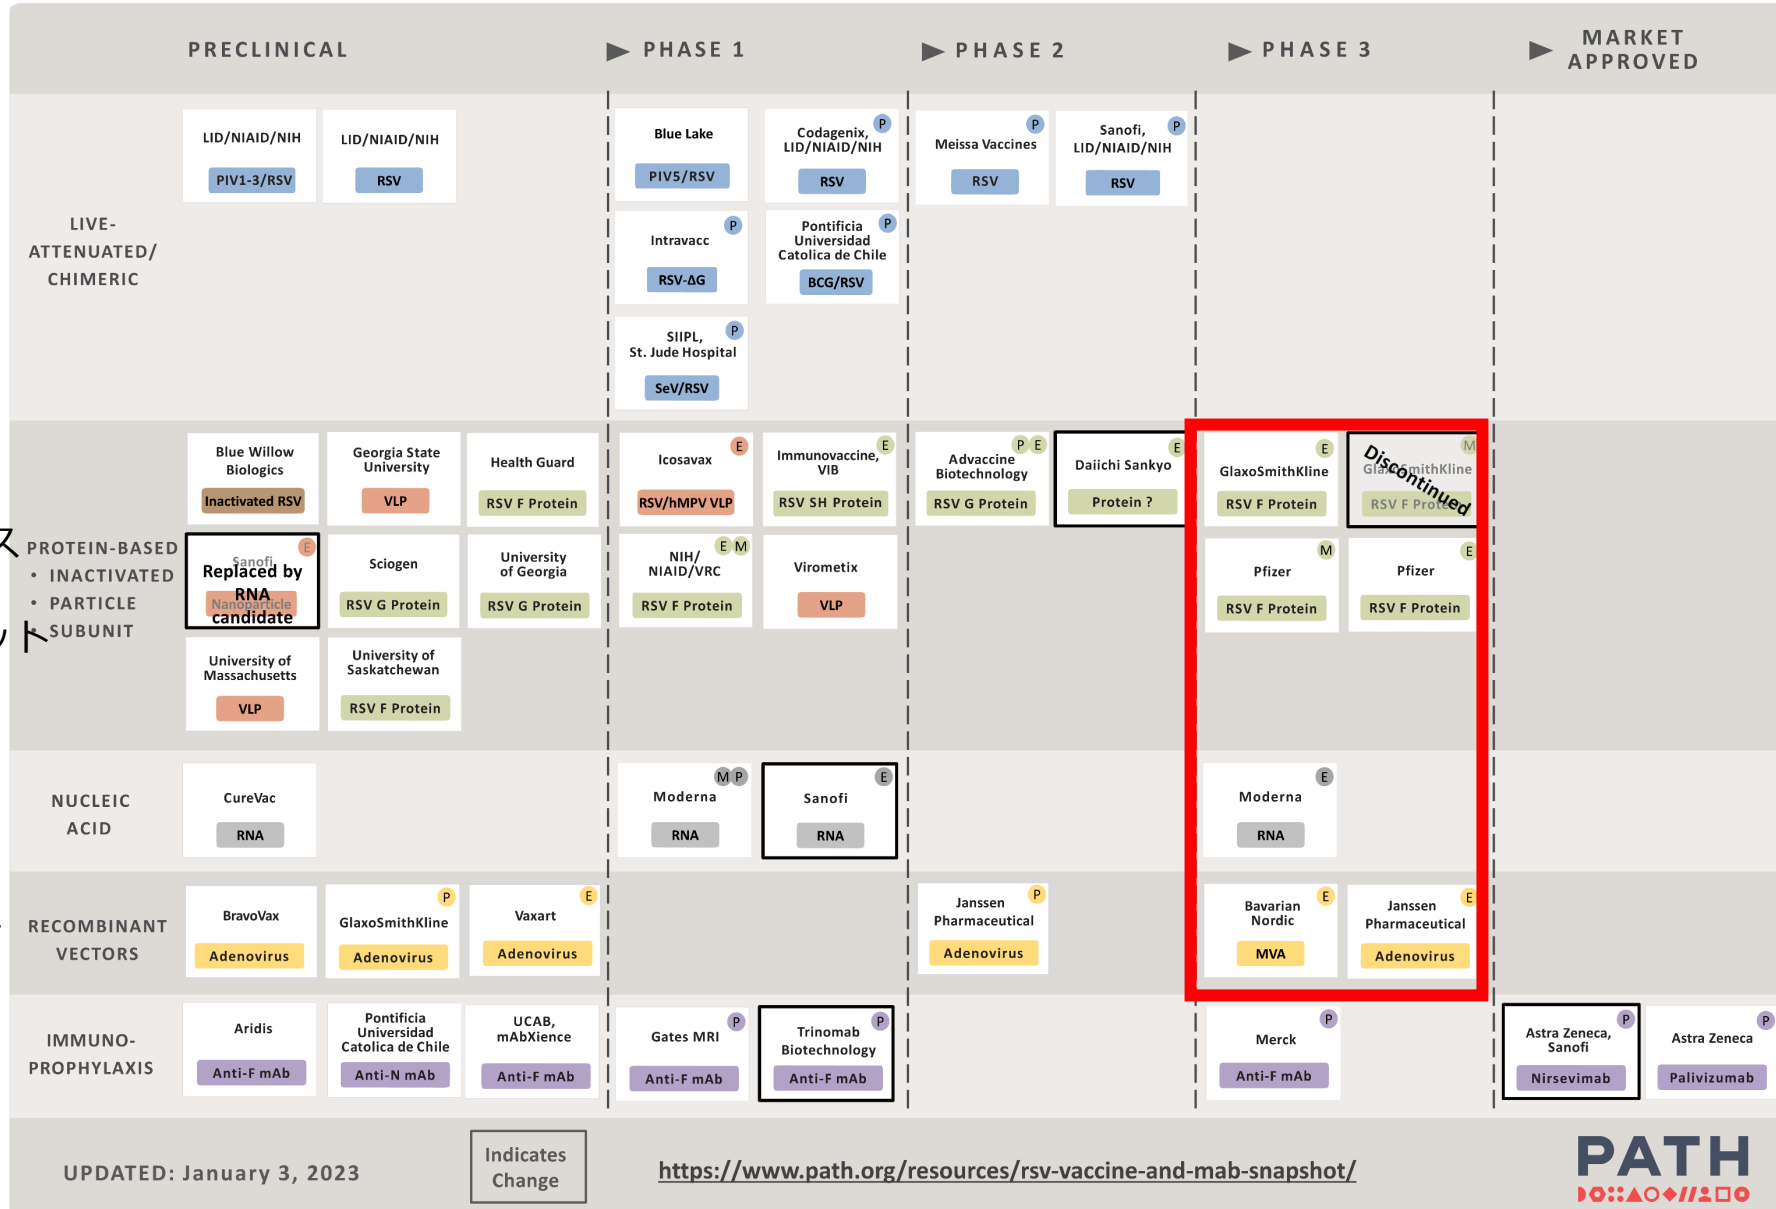 PRECLINICAL
PHASE 1
PHASE 2
PHASE 3
MARKET
APPROVED
LIVE-
ATTENUATED/
CHIMERIC
LID/NIAID/NIH
PIV1-3/RSV
LID/NIAID/NIH
RSV
Blue Lake
PIV5/RSV
P
Codagenix,
LID/NIAID/NIH
RSV
P
Intravacc
RSV-ΔG
P
Pontificia
Universidad
Catolica de Chile
BCG/RSV
P
SIIPL,
St. Jude Hospital
SeV/RSV
P
Meissa Vaccines
RSV
P
Sanofi,
LID/NIAID/NIH
RSV
ス
ット
PROTEIN-BASED
• INACTIVATED
• PARTICLE
• SUBUNIT
Blue Willow
Biologics
Inactivated RSV
Georgia State
University
VLP
Health Guard
RSV F Protein
E
Sanofi
Nanoparticle
Replaced by
RNA
candidate
Sciogen
RSV G Protein
University
of Georgia
RSV G Protein
University of
Massachusetts
VLP
University of
Saskatchewan
RSV F Protein
E
Icosavax
RSV/hMPV VLP
E
Immunovaccine,
VIB
RSV SH Protein
E M
NIH/
NIAID/VRC
RSV F Protein
Virometix
VLP
P E
Advaccine
Biotechnology
RSV G Protein
E
Daiichi Sankyo
Protein ?
E
GlaxoSmithKline
RSV F Protein
M
GlaxoSmithKline
RSV F Protein
Discontinued
M
Pfizer
RSV F Protein
E
Pfizer
RSV F Protein
NUCLEIC
ACID
CureVac
RNA
M P
Moderna
RNA
E
Sanofi
RNA
E
Moderna
RNA
RECOMBINANT
VECTORS
BravoVax
Adenovirus
P
GlaxoSmithKline
Adenovirus
E
Vaxart
Adenovirus
P
Janssen
Pharmaceutical
Adenovirus
E
Bavarian
Nordic
MVA
E
Janssen
Pharmaceutical
Adenovirus
IMMUNO-
PROPHYLAXIS
Aridis
Anti-F mAb
Pontificia
Universidad
Catolica de Chile
Anti-N mAb
UCAB,
mAbXience
Anti-F mAb
P
Gates MRI
Anti-F mAb
P
Trinomab
Biotechnology
Anti-F mAb
P
Merck
Anti-F mAb
P
Astra Zeneca,
Sanofi
Nirsevimab
P
Astra Zeneca
Palivizumab
UPDATED: January 3, 2023
Indicates
Change
https://www.path.org/resources/rsv-vaccine-and-mab-snapshot/
PATH